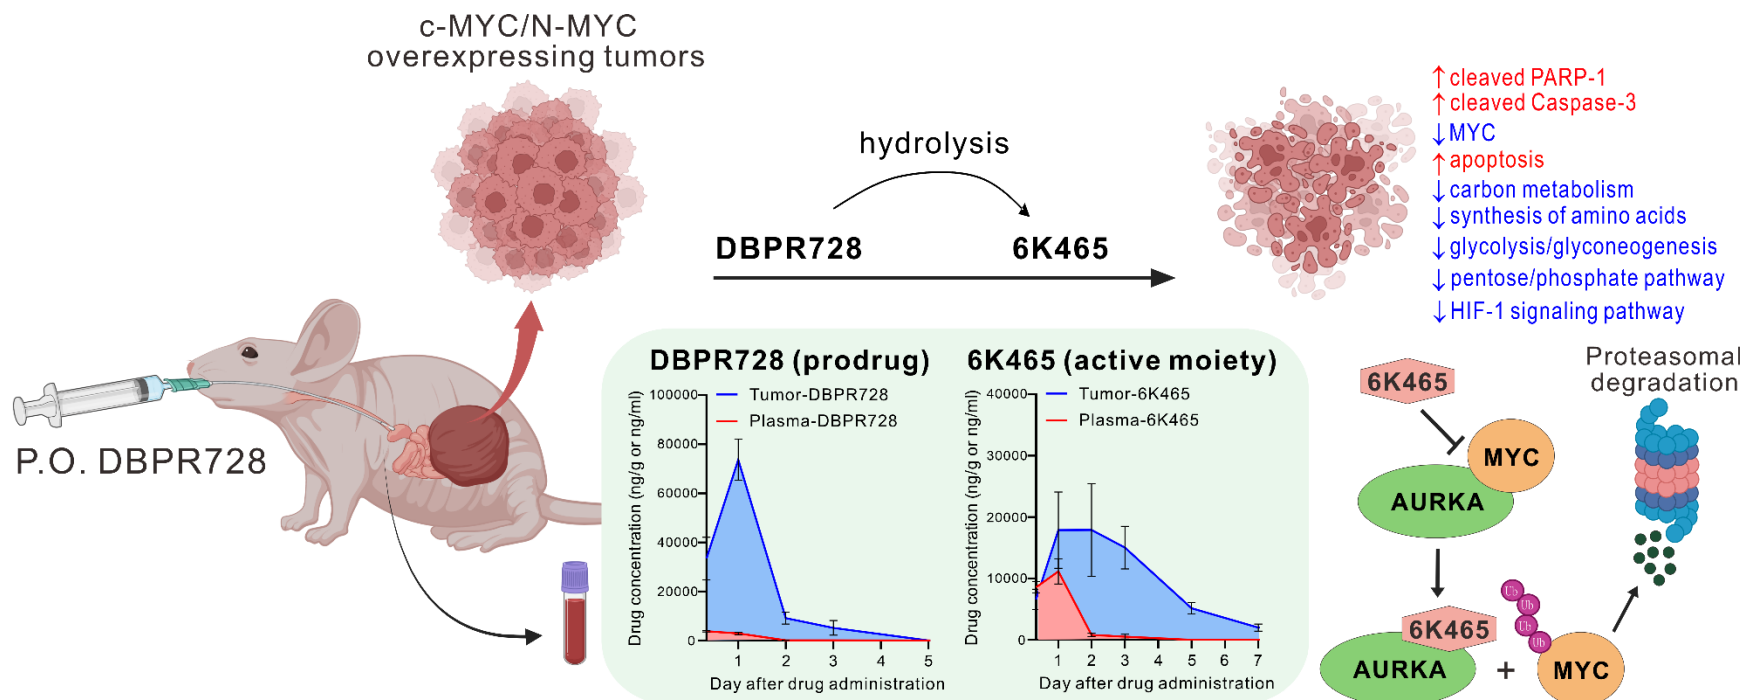 c-MYC/N-MYC
overexpressing tumors
hydrolysis
DBPR728
6K465
↑ cleaved PARP-1
↑ cleaved Caspase-3
↓ MYC
↑ apoptosis
↓ carbon metabolism
↓ synthesis of amino acids
↓ glycolysis/glyconeogenesis
↓ pentose/phosphate pathway
↓ HIF-1 signaling pathway
P.O. DBPR728
DBPR728 (prodrug)
Tumor-DBPR728
Plasma-DBPR728
Drug concentration (ng/g or ng/ml)
100000
80000
60000
40000
20000
0
1 2 3 4 5
Day after drug administration
6K465 (active moiety)
Tumor-6K465
Plasma-6K465
Drug concentration (ng/g or ng/ml)
40000
30000
20000
10000
0
1 2 3 4 5 6 7
Day after drug administration
6K465
MYC
AURKA
Proteasomal
degradation
6K465
AURKA
+
Ub
Ub
Ub
Ub
MYC